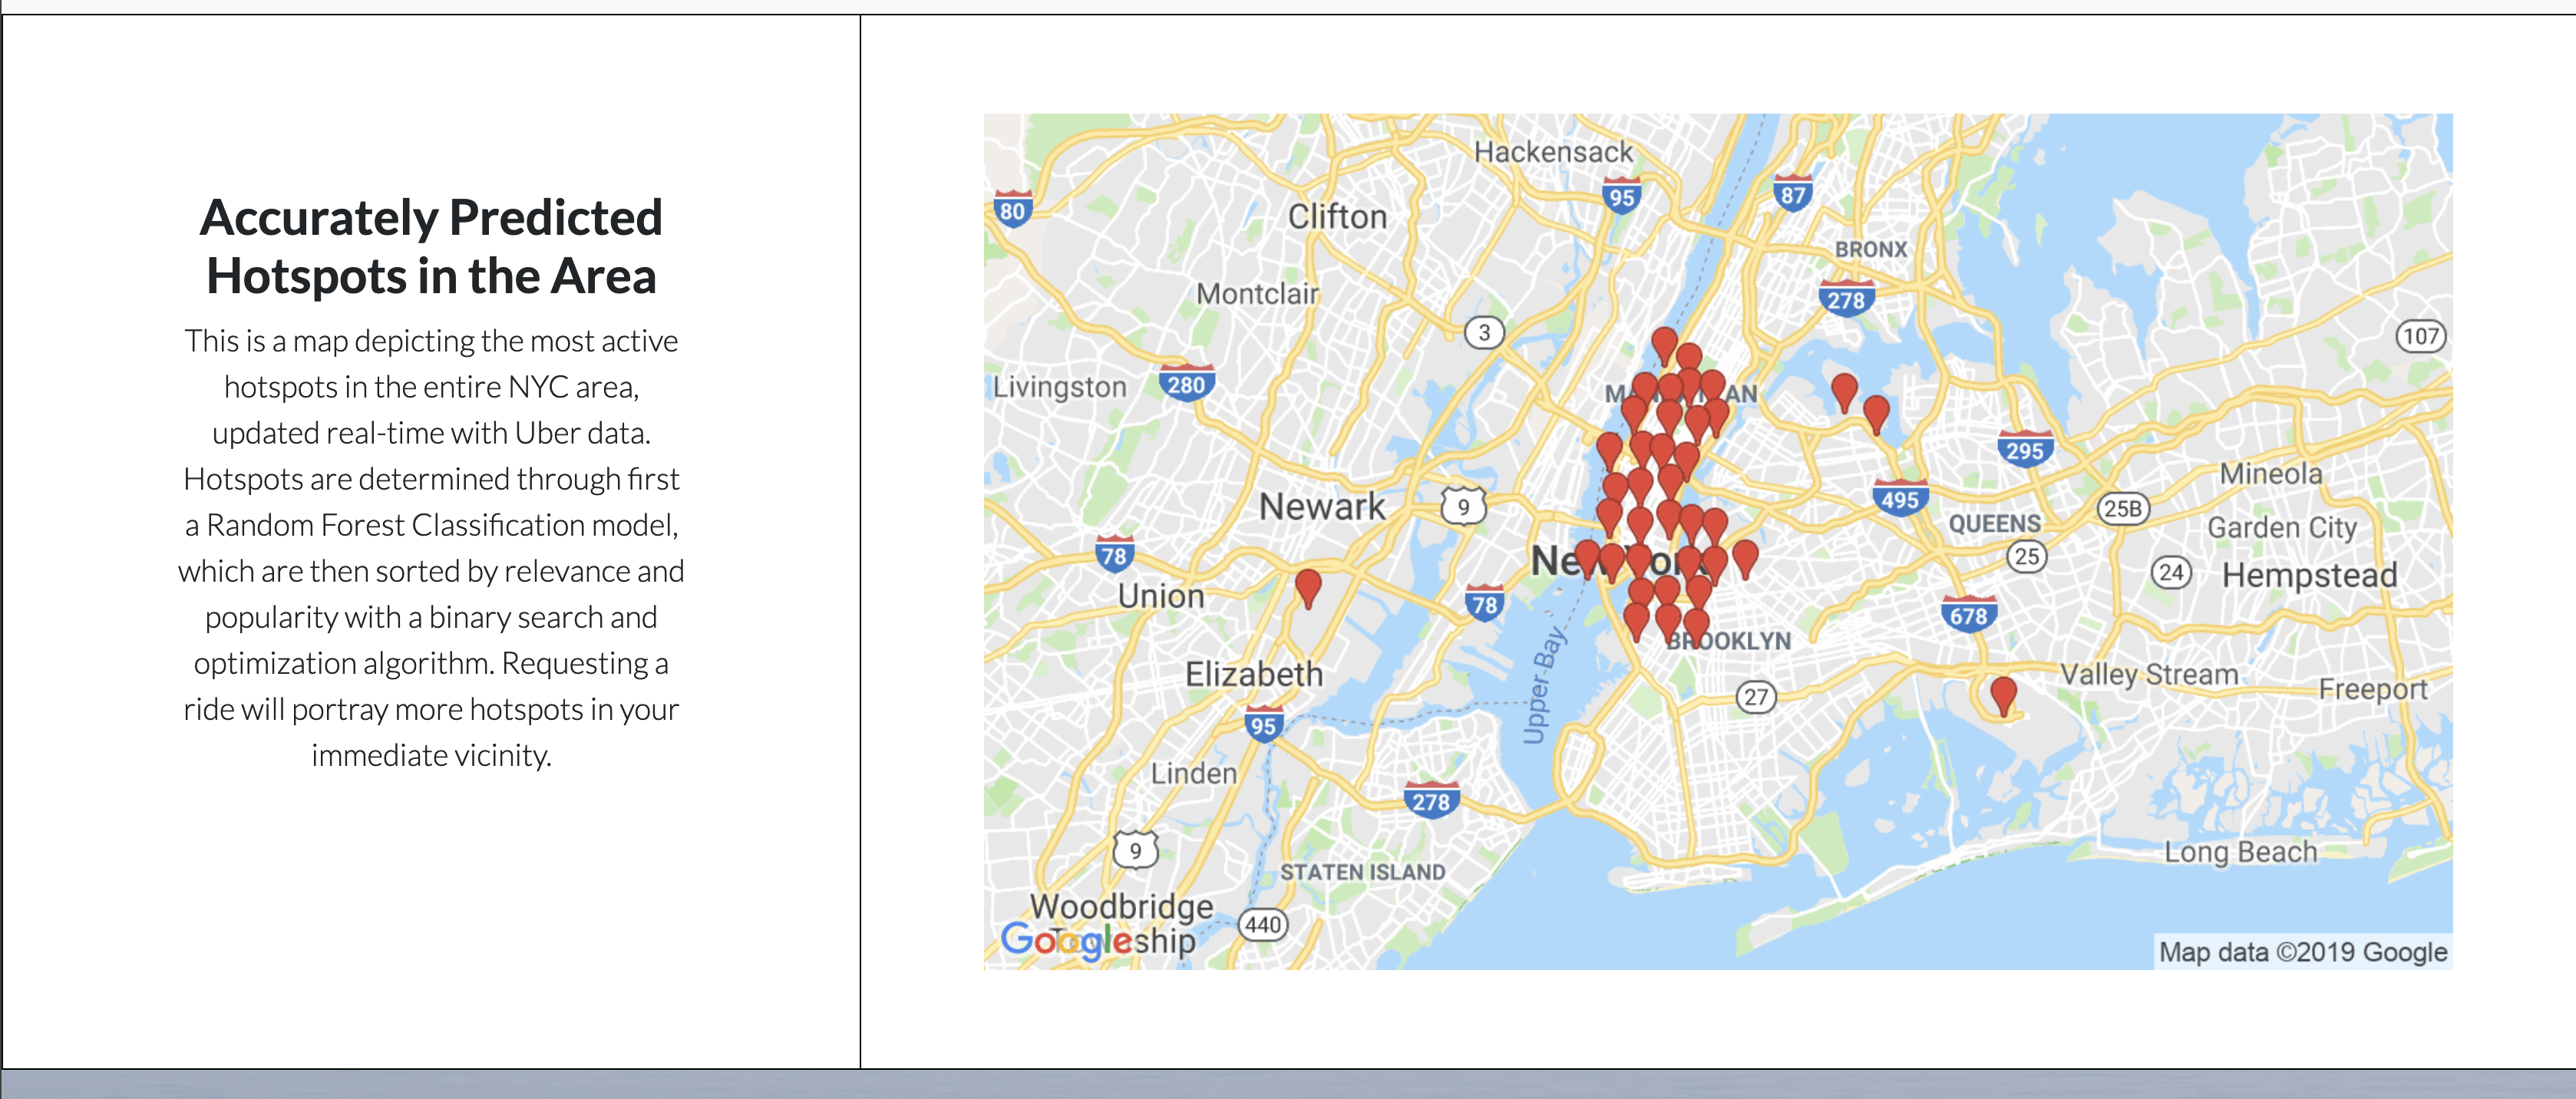 Accurately Predicted
Hotspots in the Area
This is a map depicting the most active
hotspots in the entire NYC area,
updated real-time with Uber data.
Hotspots are determined through first
a Random Forest Classification model,
which are then sorted by relevance and
popularity with a binary search and
optimization algorithm. Requesting a
ride will portray more hotspots in your
immediate vicinity.
Hackensack
80
95
87
Clifton
BRONX
278
Montclair
3
107
Livingston
280
295
Mineola
Newark
9
495
25B
QUEENS
Garden City
78
25
24
Hempstead
Union
78
678
BROOKLYN
Elizabeth
Upper Bay
27
Valley Stream
Freeport
95
Linden
278
9
STATEN ISLAND
Long Beach
Woodbridge
440
Google
Map data ©2019 Google